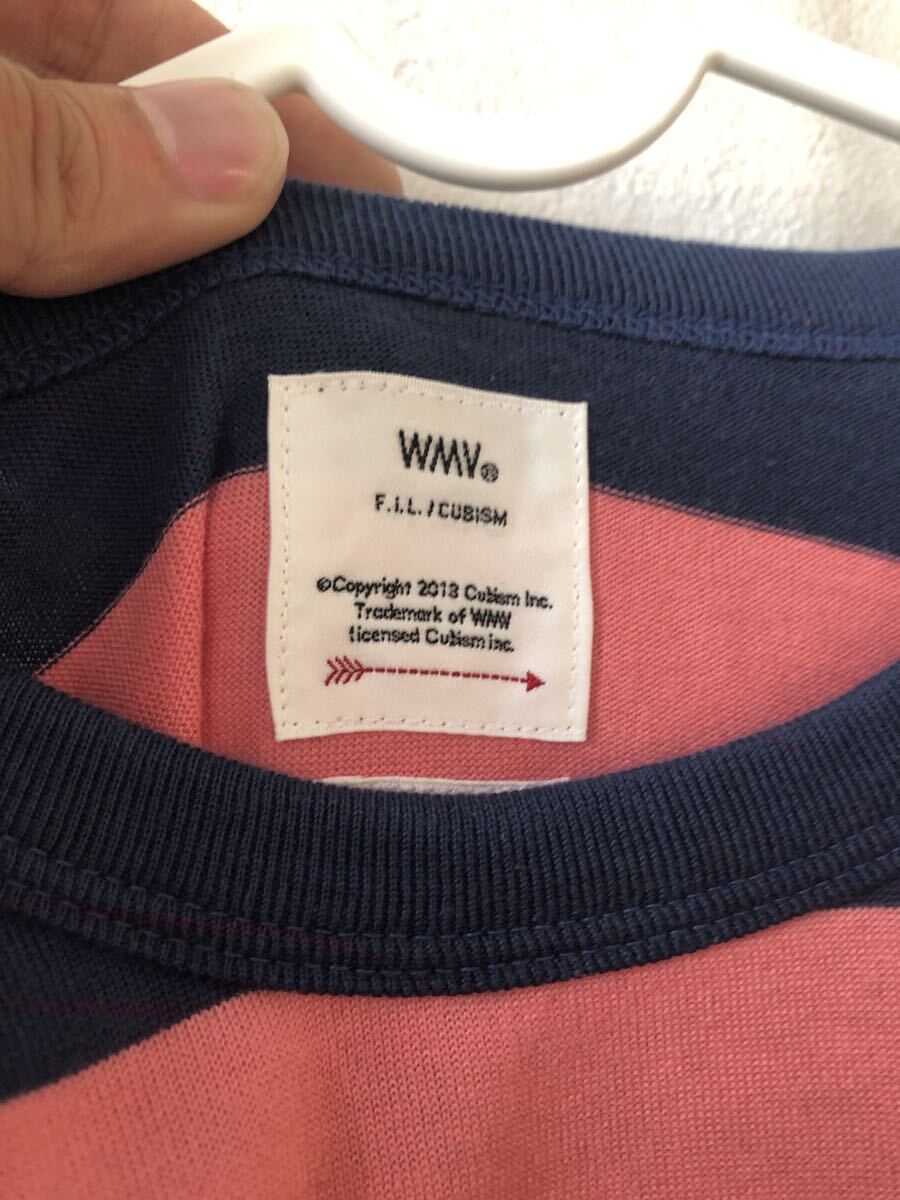 WMV®
F.i.L. / CUBiSM
©Copyright 2013 Cubism Inc.
Trademark of WMV
licensed Cubism inc.